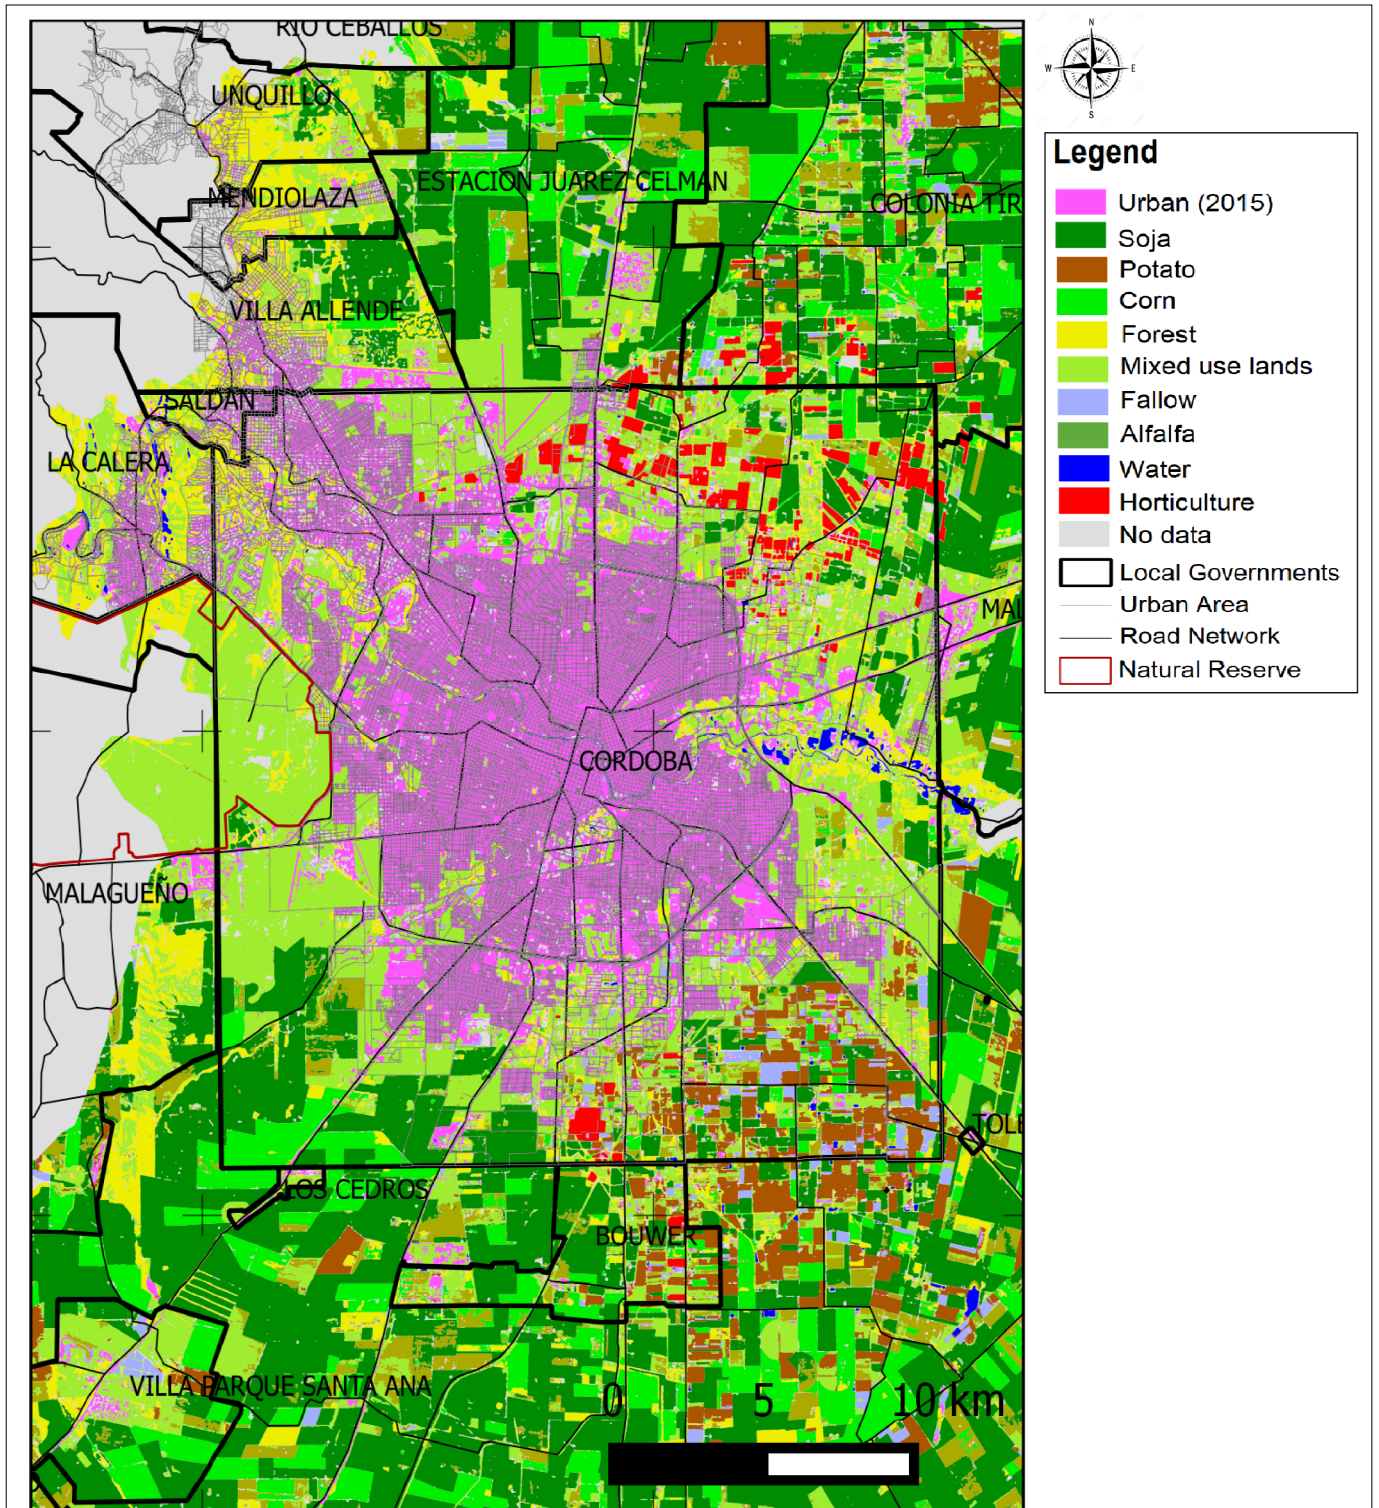 RIO CEBALLOS
UNQUILLO
MENDIOLAZA
ESTACION JUAREZ CELMAN
COLONIA TIR
VILLA ALLENDE
SALDAN
LA CALERA
MAL
CORDOBA
MALAGUEÑO
TOLE
LOS CEDROS
BOUWER
VILLA PARQUE SANTA ANA
0 5 10 km
N
W E
S
Legend
Urban (2015)
Soja
Potato
Corn
Forest
Mixed use lands
Fallow
Alfalfa
Water
Horticulture
No data
Local Governments
Urban Area
Road Network
Natural Reserve